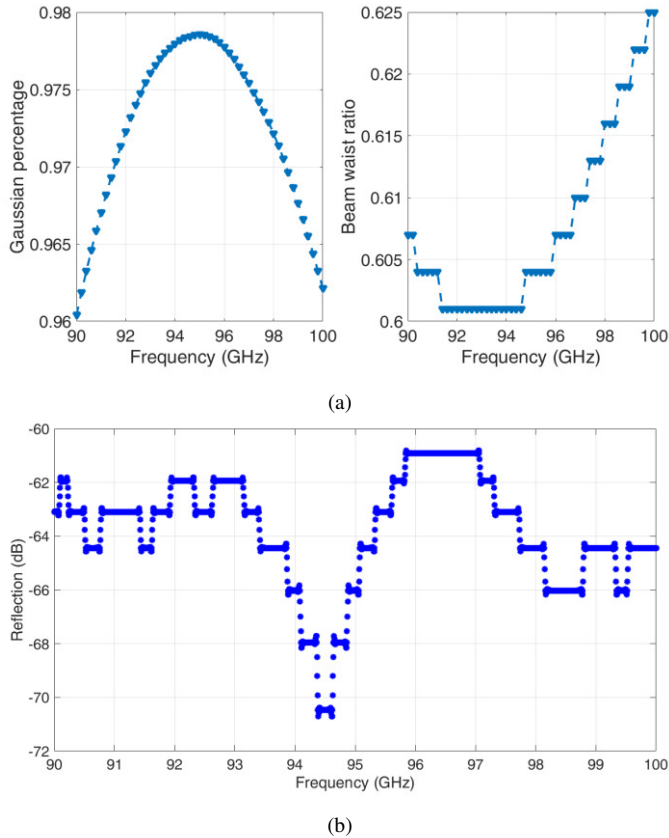 0.98
0.975
0.97
0.965
0.96
Gaussian percentage
90 92 94 96 98 100
Frequency (GHz)
0.625
0.62
0.615
0.61
0.605
0.6
Beam waist ratio
90 92 94 96 98 100
Frequency (GHz)
(a)
-60
-62
-64
-66
-68
-70
-72
Reflection (dB)
90 91 92 93 94 95 96 97 98 99 100
Frequency (GHz)
(b)